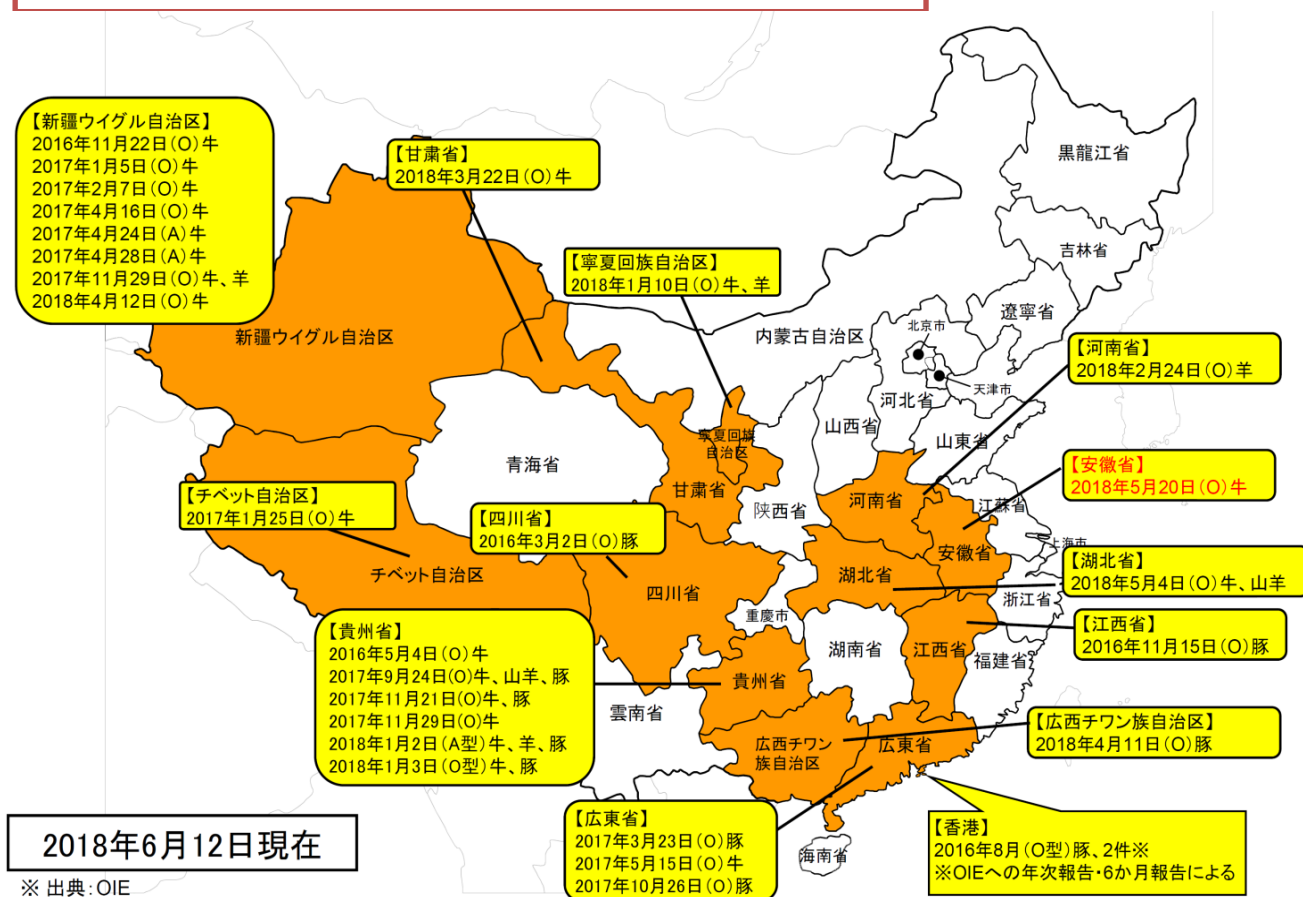 【新疆ウイグル自治区】
2016年11月22日(O)牛
2017年1月5日(O)牛
2017年2月7日(O)牛
2017年4月16日(O)牛
2017年4月24日(A)牛
2017年4月28日(A)牛
2017年11月29日(O)牛、羊
2018年4月12日(O)牛
【甘粛省】
2018年3月22日(O)牛
【寧夏回族自治区】
2018年1月10日(O)牛、羊
黒龍江省
吉林省
遼寧省
内蒙古自治区
北京市
天津市
河北省
山西省
山東省
新疆ウイグル自治区
【河南省】
2018年2月24日(O)羊
【安徽省】
2018年5月20日(O)牛
寧夏回族
自治区
青海省
甘粛省
陕西省
河南省
江蘇省
安徽省
上海市
【チベット自治区】
2017年1月25日(O)牛
【四川省】
2016年3月2日(O)豚
チベット自治区
四川省
湖北省
重慶市
【湖北省】
2018年5月4日(O)牛、山羊
浙江省
【江西省】
2016年11月15日(O)豚
【貴州省】
2016年5月4日(O)牛
2017年9月24日(O)牛、山羊、豚
2017年11月21日(O)牛、豚
2017年11月29日(O)牛
2018年1月2日(A型)牛、羊、豚
2018年1月3日(O型)牛、豚
湖南省
江西省
福建省
貴州省
雲南省
広西チワン
族自治区
広東省
【広西チワン族自治区】
2018年4月11日(O)豚
【広東省】
2017年3月23日(O)豚
2017年5月15日(O)牛
2017年10月26日(O)豚
海南省
【香港】
2016年8月(O型)豚、2件※
※OIEへの年次報告・6か月報告による
2018年6月12日現在
※ 出典:OIE